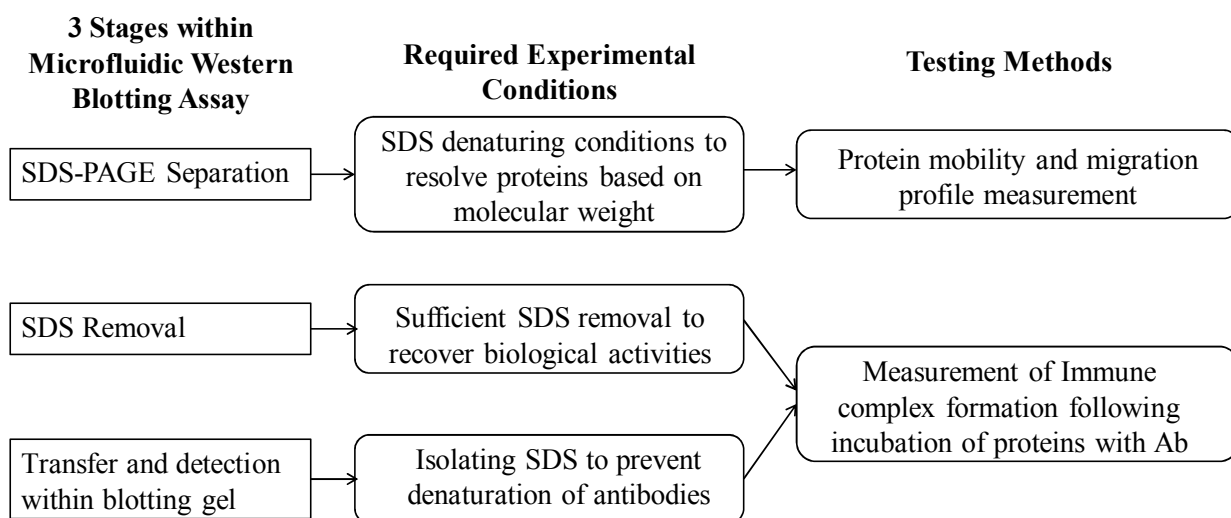 3 Stages within
Microfluidic Western
Blotting Assay
Required Experimental
Conditions
Testing Methods
SDS-PAGE Separation
SDS denaturing conditions to
resolve proteins based on
molecular weight
Protein mobility and migration
profile measurement
SDS Removal
Sufficient SDS removal to
recover biological activities
Measurement of Immune
complex formation following
incubation of proteins with Ab
Transfer and detection
within blotting gel
Isolating SDS to prevent
denaturation of antibodies